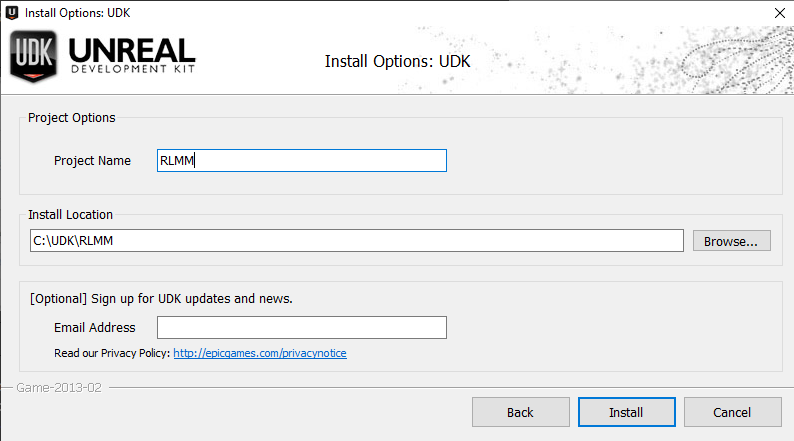 Install Options: UDK
UDK UNREAL
DEVELOPMENT KIT
Install Options: UDK
Project Options
Project Name RLMM
Install Location
C:\UDK\RLMM Browse...
[Optional] Sign up for UDK updates and news.
Email Address
Read our Privacy Policy: http://epicgames.com/privacynotice
Game-2013-02
Back Install Cancel